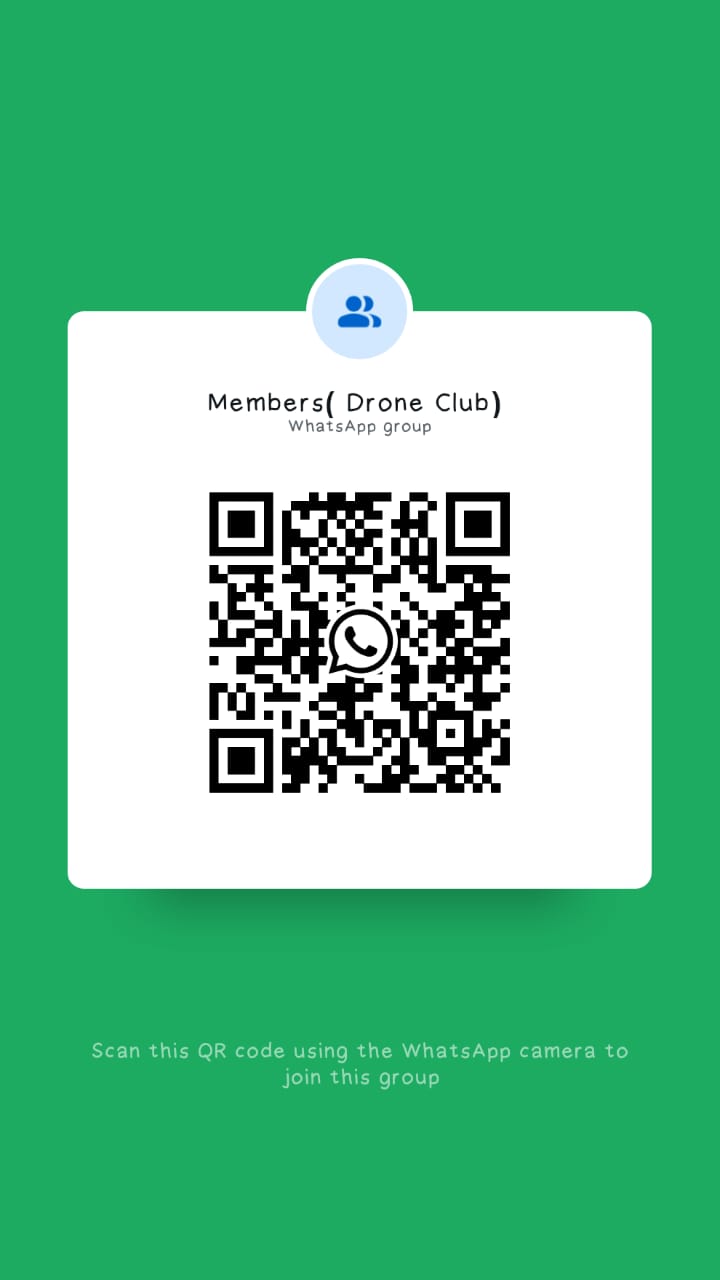 Members( Drone Club)
WhatsApp group
Scan this QR code using the WhatsApp camera to
join this group